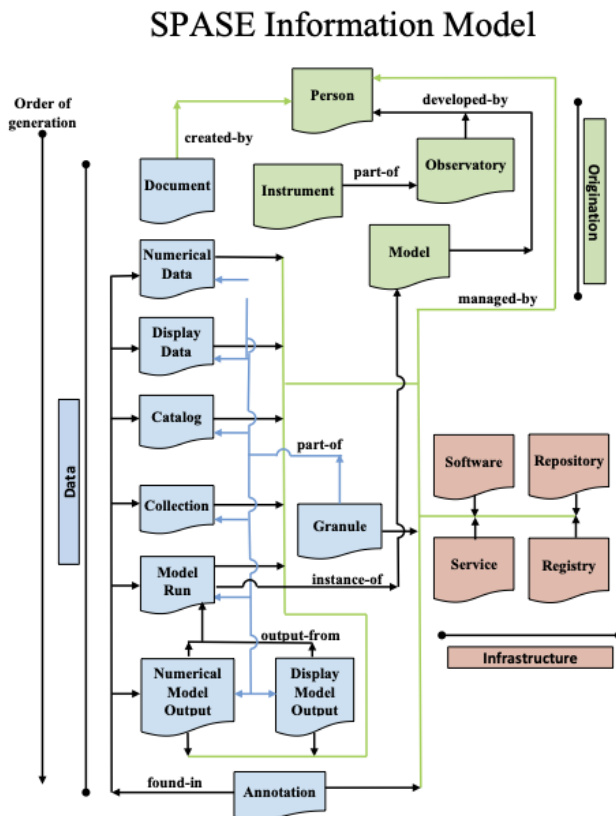 SPASE Information Model
Order of
generation
Person
developed-by
created-by
Document
Instrument
part-of
Observatory
Origination
Numerical
Data
Model
managed-by
Display
Data
Catalog
part-of
Software
Repository
Data
Collection
Granule
Model
Run
instance-of
Service
Registry
output-from
Infrastructure
Numerical
Model
Output
Display
Model
Output
found-in
Annotation